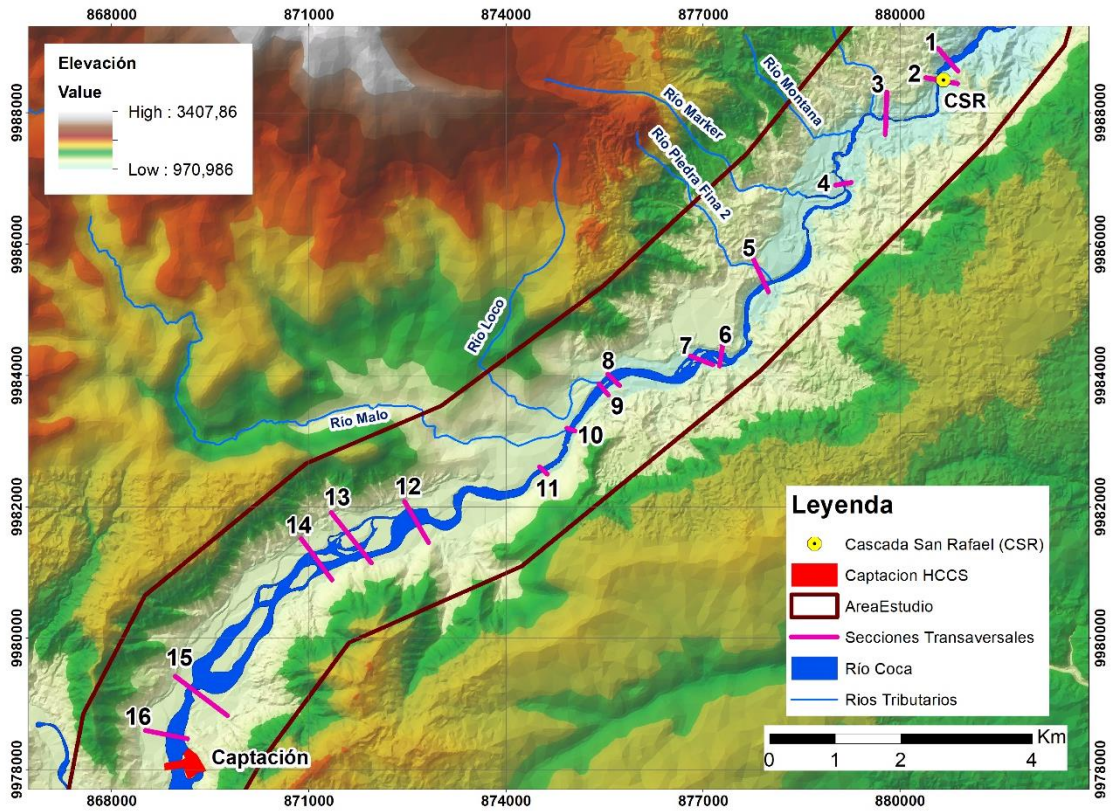 868000
871000
874000
877000
880000
Elevación
Value
High : 3407,86
Low : 970,986
9988000
9986000
9984000
9982000
9980000
9978000
1
2
CSR
3
Río Montana
Río Marker
Río Piedra Fina 2
4
5
Río Loco
6
7
8
9
Río Malo
10
11
12
13
14
15
16
Captación
Leyenda
Cascada San Rafael (CSR)
Captacion HCCS
AreaEstudio
Secciones Transaversales
Río Coca
Rios Tributarios
Km
0 1 2 4
9988000
9986000
9984000
9982000
9980000
9978000
868000
871000
874000
877000
880000